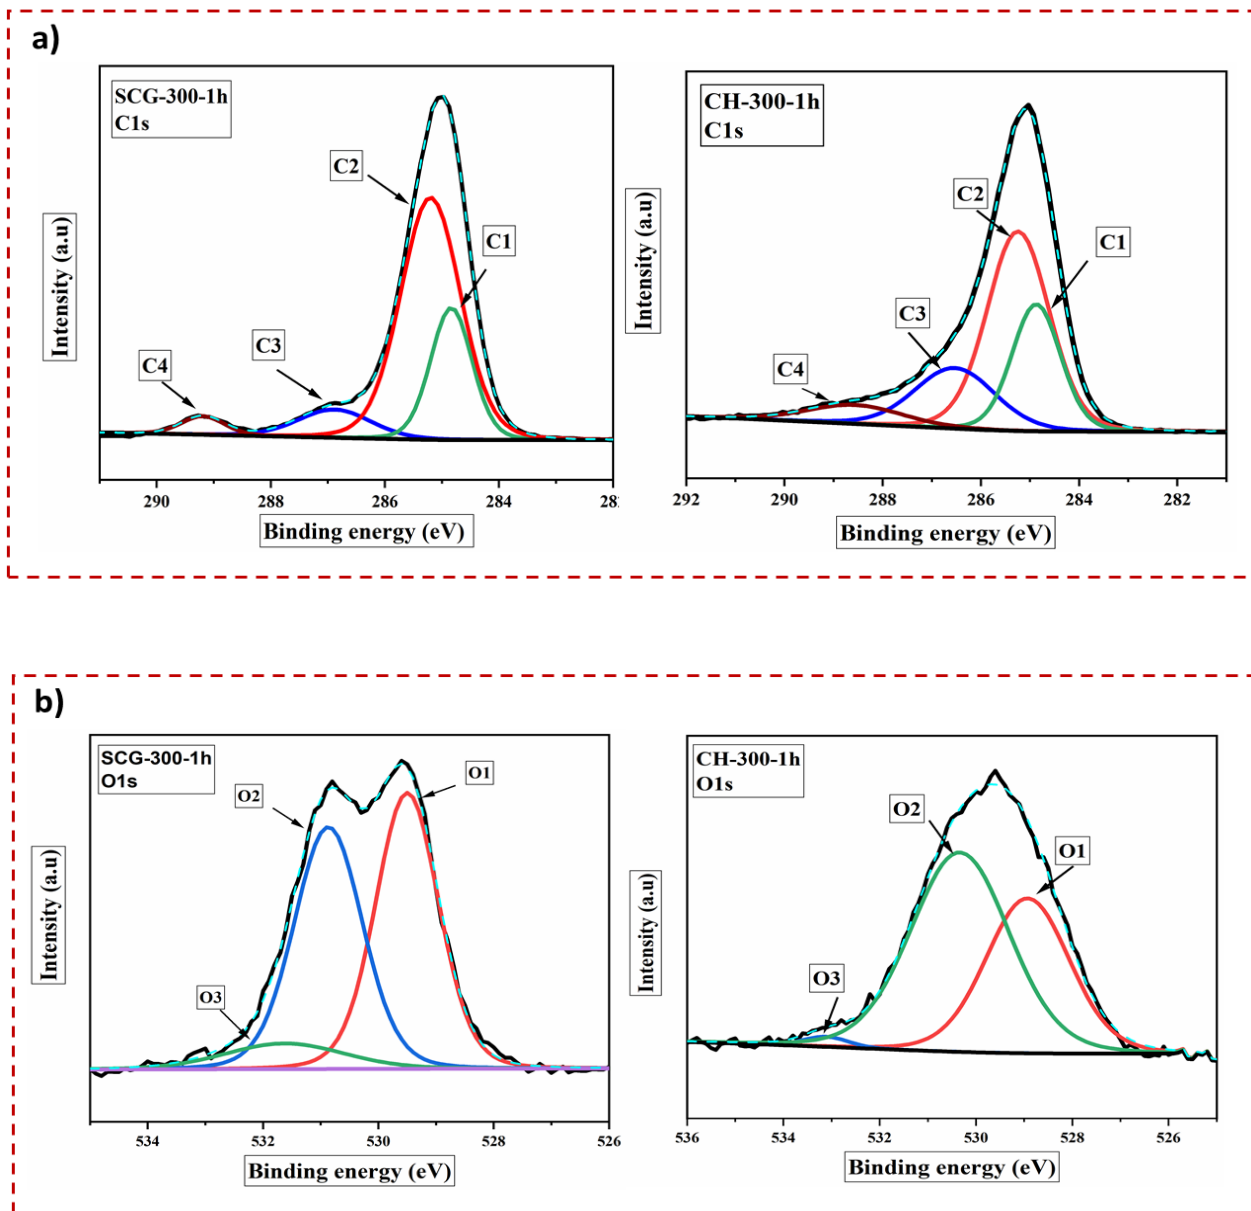 a)
SCG-300-1h
C1s
C2
C1
C3
C4
Intensity (a.u)
290 288 286 284 28
Binding energy (eV)
CH-300-1h
C1s
C2
C1
C3
C4
Intensity (a.u)
292 290 288 286 284 282
Binding energy (eV)
b)
SCG-300-1h
O1s
O1
O2
O3
Intensity (a.u)
534 532 530 528 526
Binding energy (eV)
CH-300-1h
O1s
O2
O1
O3
Intensity (a.u)
536 534 532 530 528 526
Binding energy (eV)